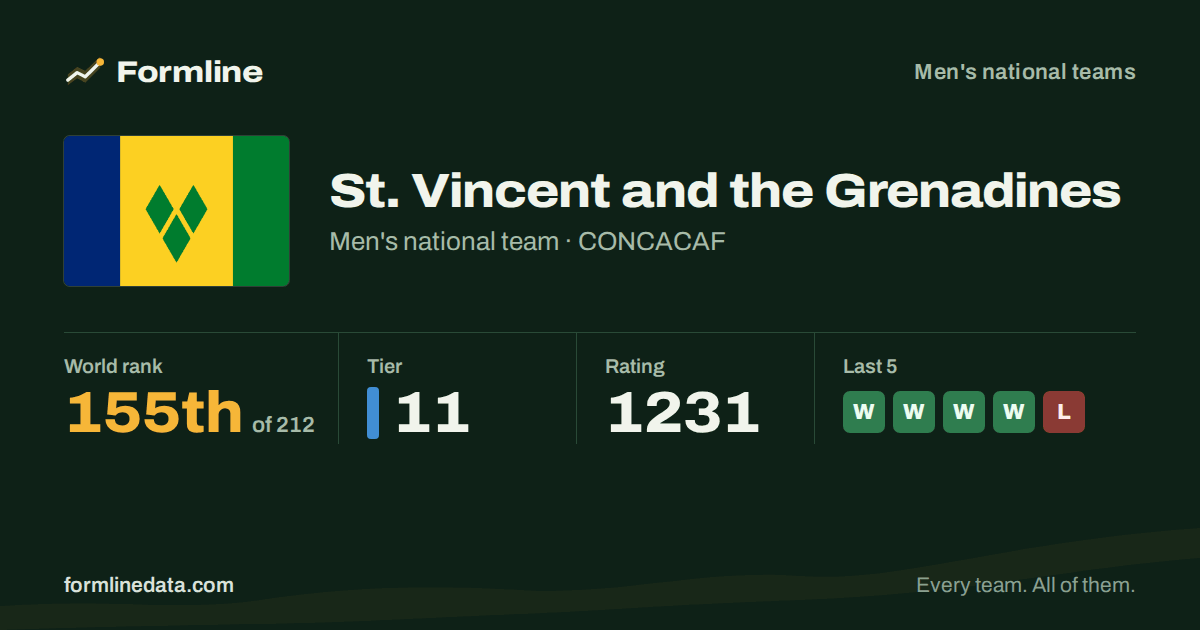 Formline
Men's national teams
St. Vincent and the Grenadines
Men's national team · CONCACAF
World rank
155th of 212
Tier
11
Rating
1231
Last 5
W W W W L
formlinedata.com
Every team. All of them.